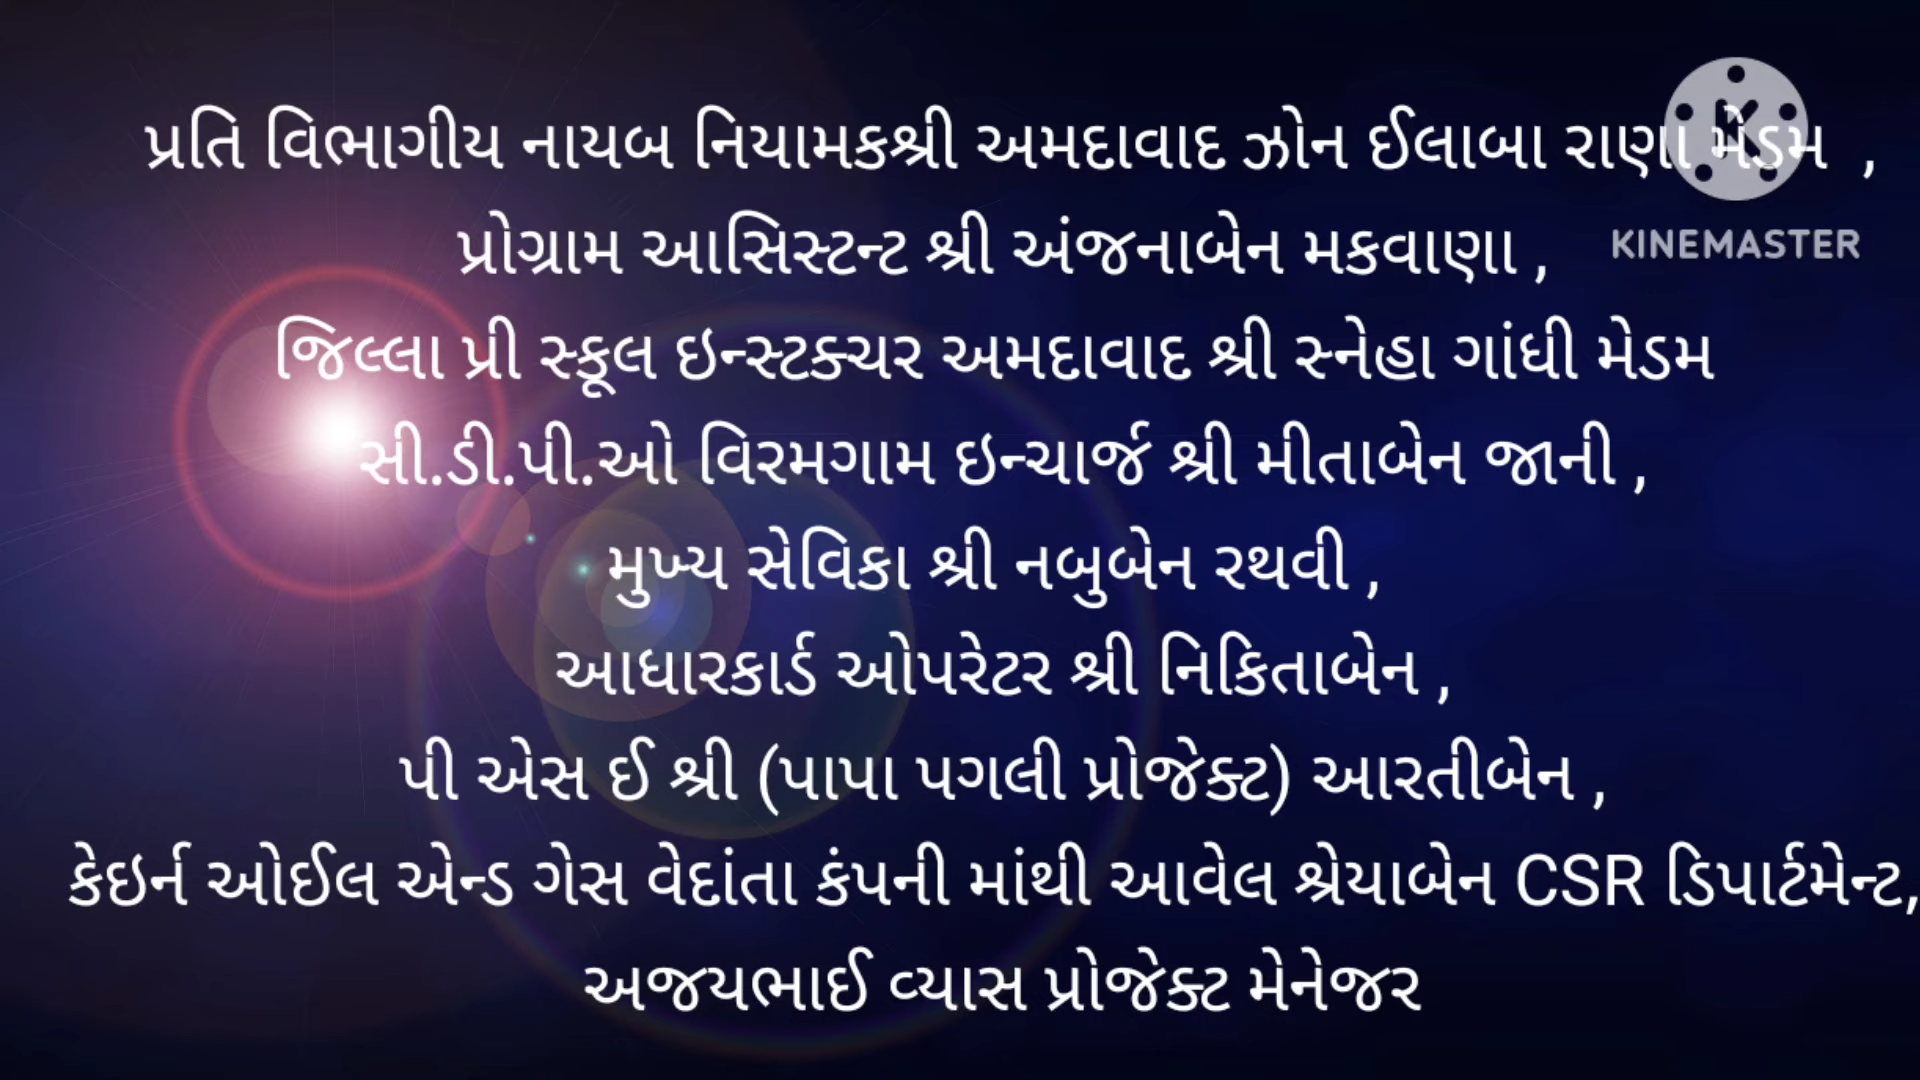 પ્રતિ વિભાગીય નાયબ નિયામકશ્રી અમદાવાદ ઝોન ઈલાબા રાણા મેડમ ,
KINEMASTER
પ્રોગ્રામ આસિસ્ટન્ટ શ્રી અંજનાબેન મકવાણા ,
જિલ્લા પ્રી સ્કૂલ ઇન્સ્ટક્ચર અમદાવાદ શ્રી સ્નેહા ગાંધી મેડમ
સી.ડી.પી.ઓ વિરમગામ ઇન્ચાર્જ શ્રી મીતાબેન જાની ,
મુખ્ય સેવિકા શ્રી નબુબેન રથવી ,
આધારકાર્ડ ઓપરેટર શ્રી નિકિતાબેન ,
પી એસ ઈ શ્રી (પાપા પગલી પ્રોજેક્ટ) આરતીબેન ,
કેઇર્ન ઓઈલ એન્ડ ગેસ વેદાંતા કંપની માંથી આવેલ શ્રેયાબેન CSR ડિપાર્ટમેન્ટ,
અજયભાઈ વ્યાસ પ્રોજેક્ટ મેનેજર